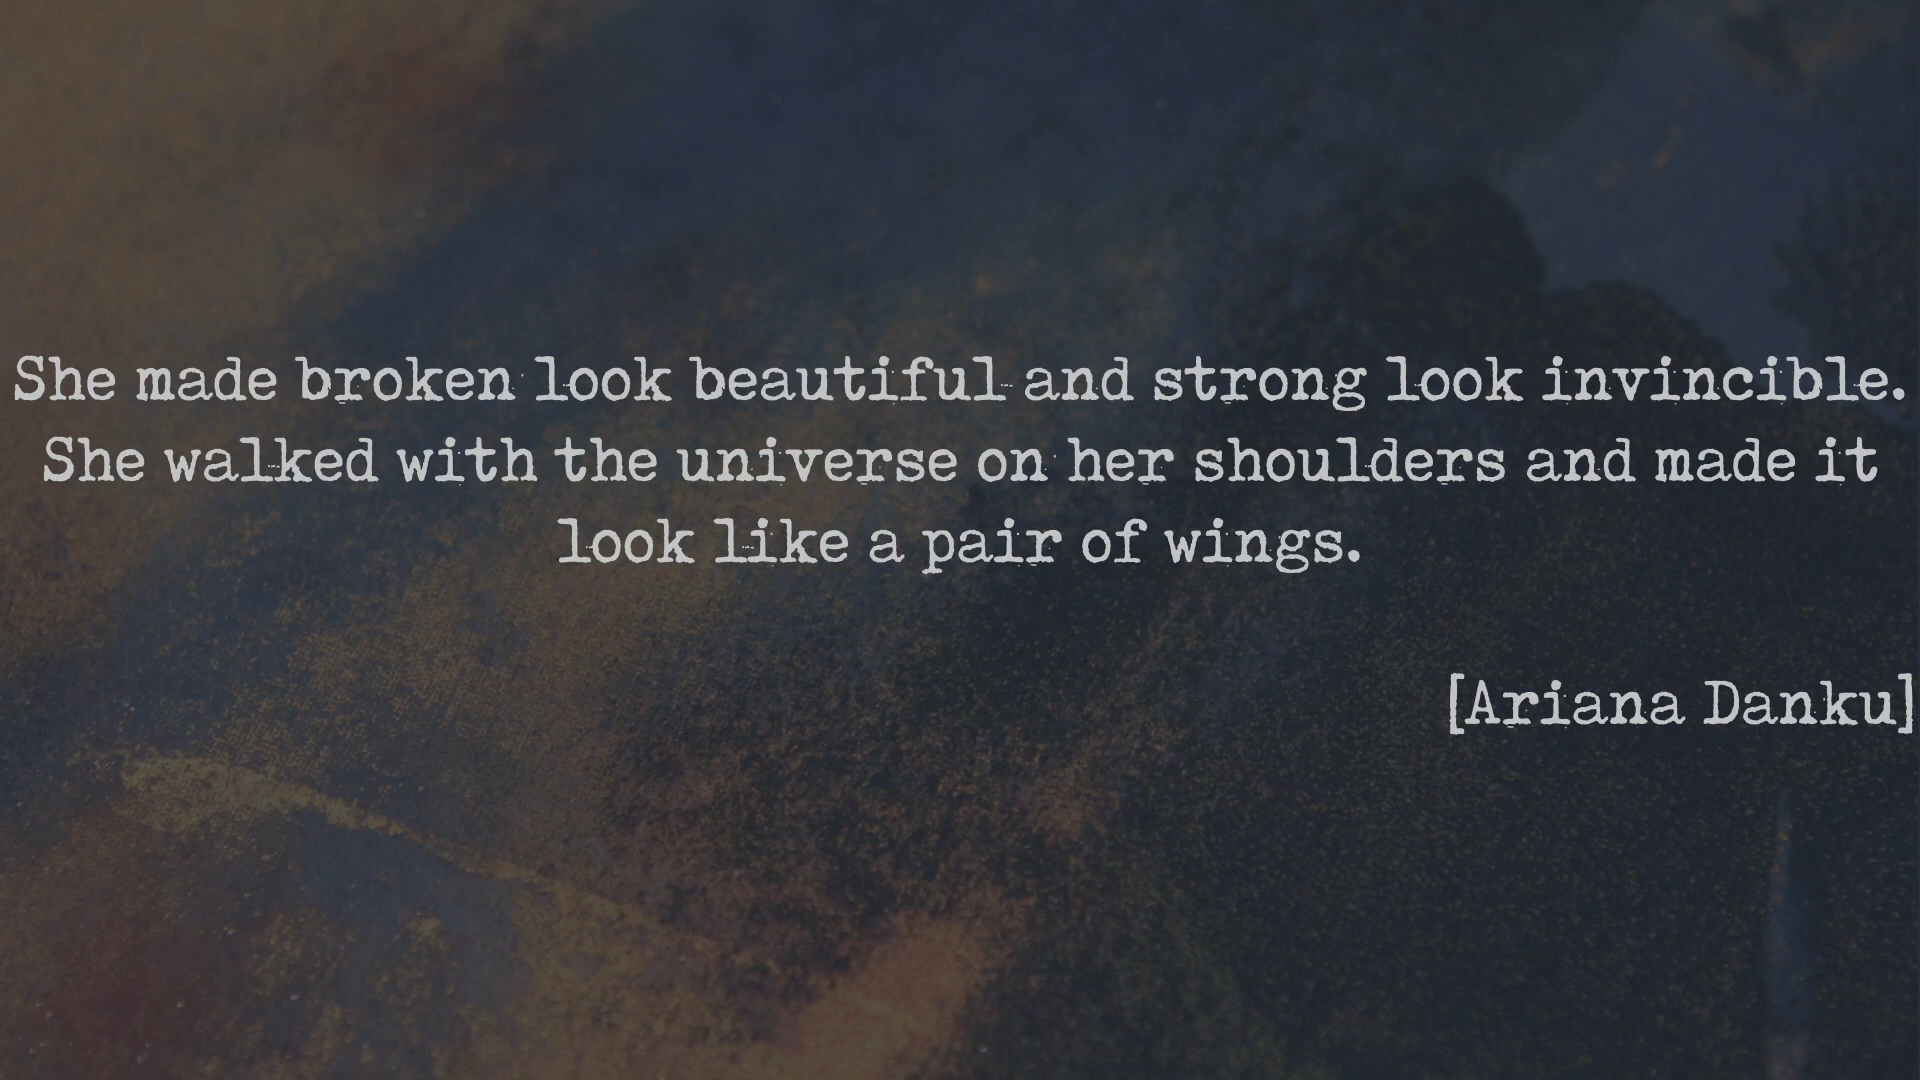 She made broken look beautiful and strong look invincible.
She walked with the universe on her shoulders and made it
look like a pair of wings.
[Ariana Danku]